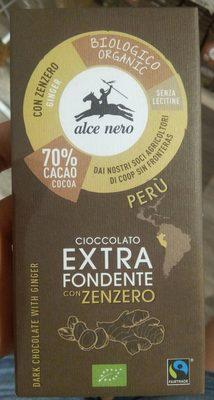 BIOLOGICO
ORGANIC
CON ZENZERO
GINGER
SENZA
LECITINE
alce nero
70%
CACAO
COCOA
DAI NOSTRI SOCI AGRICOLTORI
DI COOP SIN FRONTERAS
PERÙ
CIOCCOLATO
EXTRA
FONDENTE
CON ZENZERO
DARK CHOCOLATE WITH GINGER
FAIRTRADE